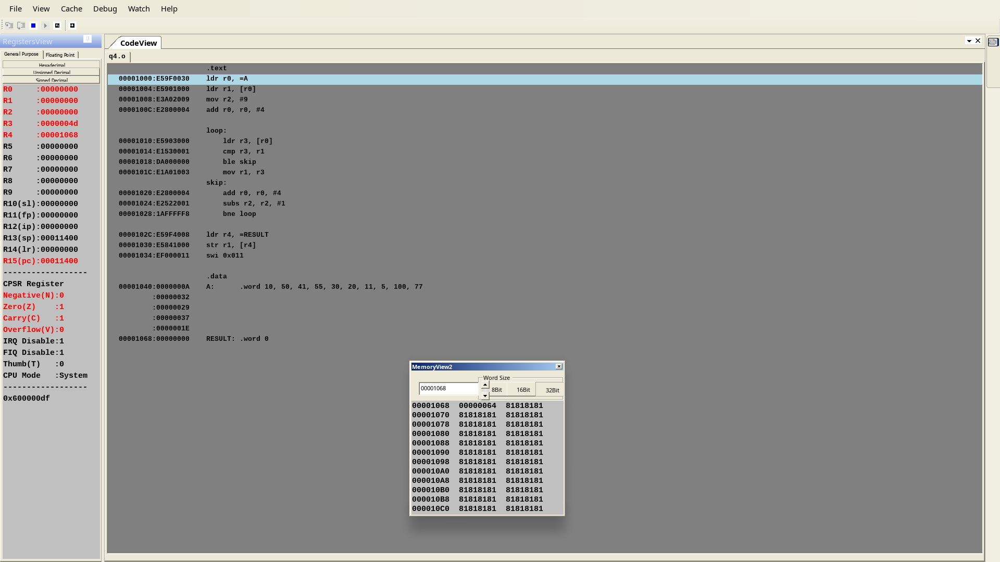 File View Cache Debug Watch Help
RegistersView
General Purpose Floating Point
Hexadecimal
Unsigned Decimal
Signed Decimal
R0 :00000000
R1 :00000000
R2 :00000000
R3 :0000004d
R4 :00001068
R5 :00000000
R6 :00000000
R7 :00000000
R8 :00000000
R9 :00000000
R10(sl):00000000
R11(fp):00000000
R12(ip):00000000
R13(sp):00011400
R14(lr):00000000
R15(pc):00011400
------------------
CPSR Register
Negative(N):0
Zero(Z) :1
Carry(C) :1
Overflow(V):0
IRQ Disable:1
FIQ Disable:1
Thumb(T) :0
CPU Mode :System
------------------
0x600000df
CodeView
q4.o
.text
00001000:E59F0030 ldr r0, =A
00001004:E5901000 ldr r1, [r0]
00001008:E3A02009 mov r2, #9
0000100C:E2800004 add r0, r0, #4
loop:
00001010:E5903000 ldr r3, [r0]
00001014:E1530001 cmp r3, r1
00001018:DA000000 ble skip
0000101C:E1A01003 mov r1, r3
skip:
00001020:E2800004 add r0, r0, #4
00001024:E2522001 subs r2, r2, #1
00001028:1AFFFFF8 bne loop
0000102C:E59F4008 ldr r4, =RESULT
00001030:E5841000 str r1, [r4]
00001034:EF000011 swi 0x011
.data
00001040:0000000A A: .word 10, 50, 41, 55, 30, 20, 11, 5, 100, 77
:00000032
:00000029
:00000037
:0000001E
00001068:00000000 RESULT: .word 0
MemoryView2
Word Size
00001068 8Bit 16Bit 32Bit
00001068 00000064 81818181
00001070 81818181 81818181
00001078 81818181 81818181
00001080 81818181 81818181
00001088 81818181 81818181
00001090 81818181 81818181
00001098 81818181 81818181
000010A0 81818181 81818181
000010A8 81818181 81818181
000010B0 81818181 81818181
000010B8 81818181 81818181
000010C0 81818181 81818181